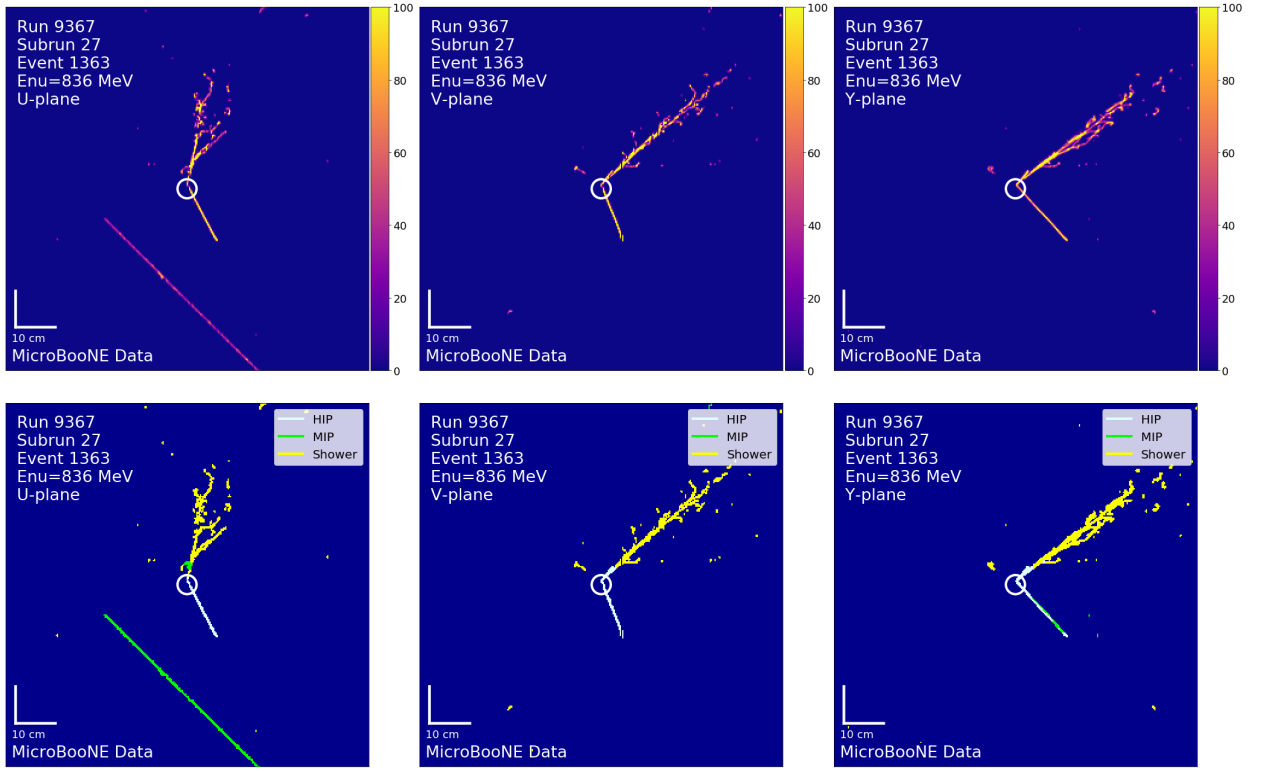 Run 9367
Subrun 27
Event 1363
Enu=836 MeV
U-plane
10 cm
MicroBooNE Data
100
80
60
40
20
0
Run 9367
Subrun 27
Event 1363
Enu=836 MeV
V-plane
10 cm
MicroBooNE Data
100
80
60
40
20
0
Run 9367
Subrun 27
Event 1363
Enu=836 MeV
Y-plane
10 cm
MicroBooNE Data
100
80
60
40
20
0
Run 9367
Subrun 27
Event 1363
Enu=836 MeV
U-plane
HIP
MIP
Shower
10 cm
MicroBooNE Data
Run 9367
Subrun 27
Event 1363
Enu=836 MeV
V-plane
HIP
MIP
Shower
10 cm
MicroBooNE Data
Run 9367
Subrun 27
Event 1363
Enu=836 MeV
Y-plane
HIP
MIP
Shower
10 cm
MicroBooNE Data